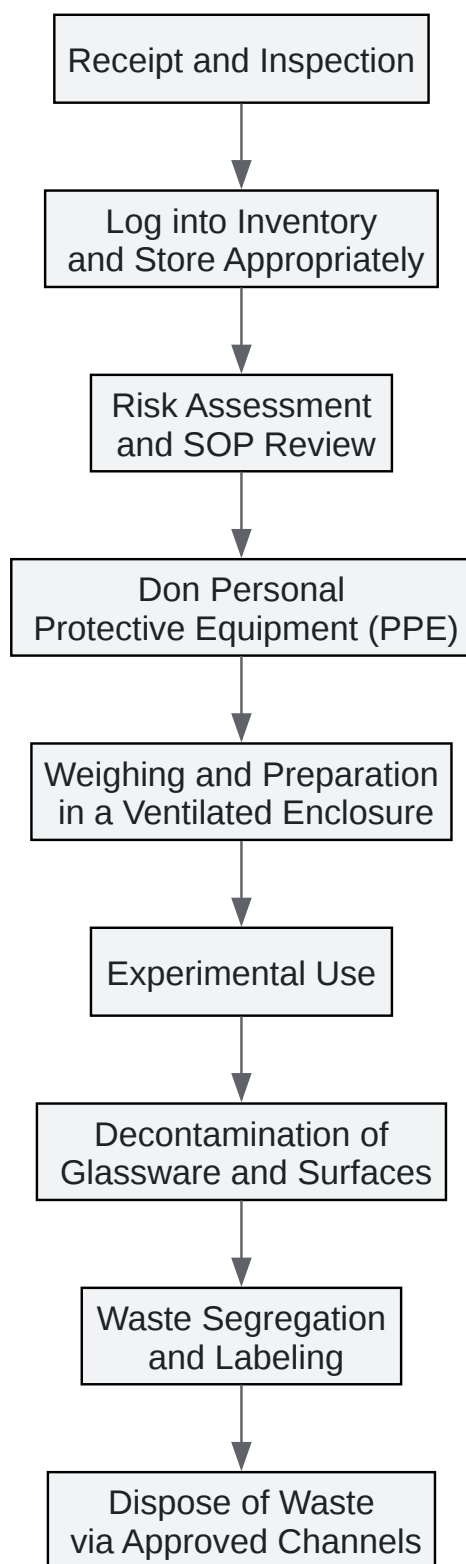 Receipt and Inspection
Log into Inventory
and Store Appropriately
Risk Assessment
and SOP Review
Don Personal
Protective Equipment (PPE)
Weighing and Preparation
in a Ventilated Enclosure
Experimental Use
Decontamination of
Glassware and Surfaces
Waste Segregation
and Labeling
Dispose of Waste
via Approved Channels